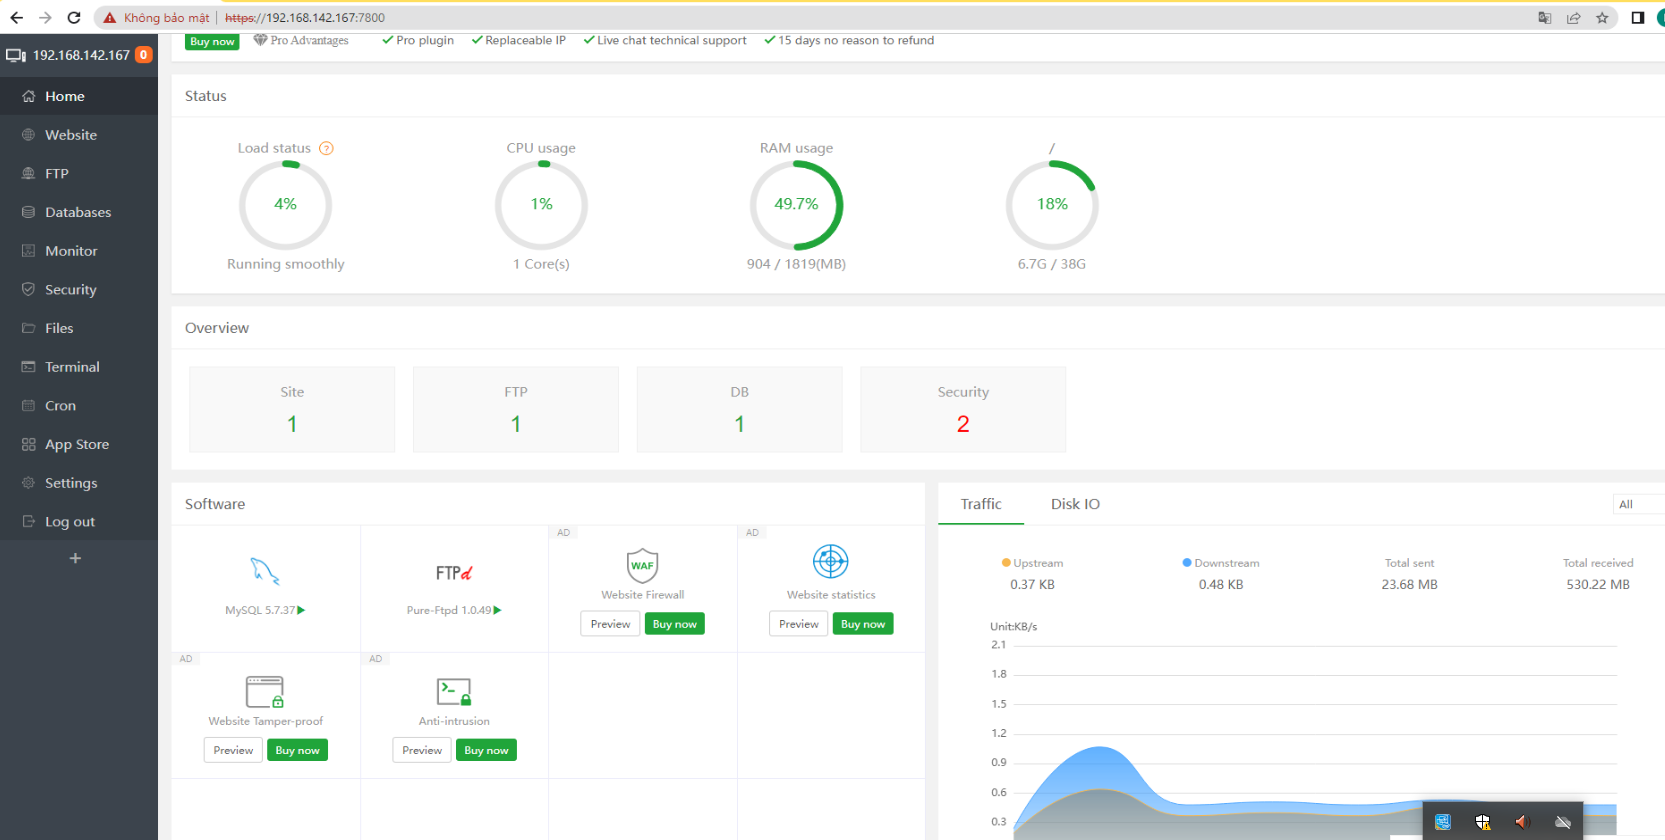 Không bảo mật
https://192.168.142.167:7800
192.168.142.167
0
Buy now
Pro Advantages
Pro plugin
Replaceable IP
Live chat technical support
15 days no reason to refund
Home
Website
FTP
Databases
Monitor
Security
Files
Terminal
Cron
App Store
Settings
Log out
+
Status
Load status ?
CPU usage
RAM usage
/
4%
1%
49.7%
18%
Running smoothly
1 Core(s)
904 / 1819(MB)
6.7G / 38G
Overview
Site
FTP
DB
Security
1
1
1
2
Software
AD
AD
FTPd
WAF
MySQL 5.7.37
Pure-Ftpd 1.0.49
Website Firewall
Website statistics
Preview
Buy now
Preview
Buy now
AD
AD
Website Tamper-proof
Anti-intrusion
Preview
Buy now
Preview
Buy now
Traffic
Disk IO
All
Upstream
Downstream
Total sent
Total received
0.37 KB
0.48 KB
23.68 MB
530.22 MB
Unit:KB/s
2.1
1.8
1.5
1.2
0.9
0.6
0.3